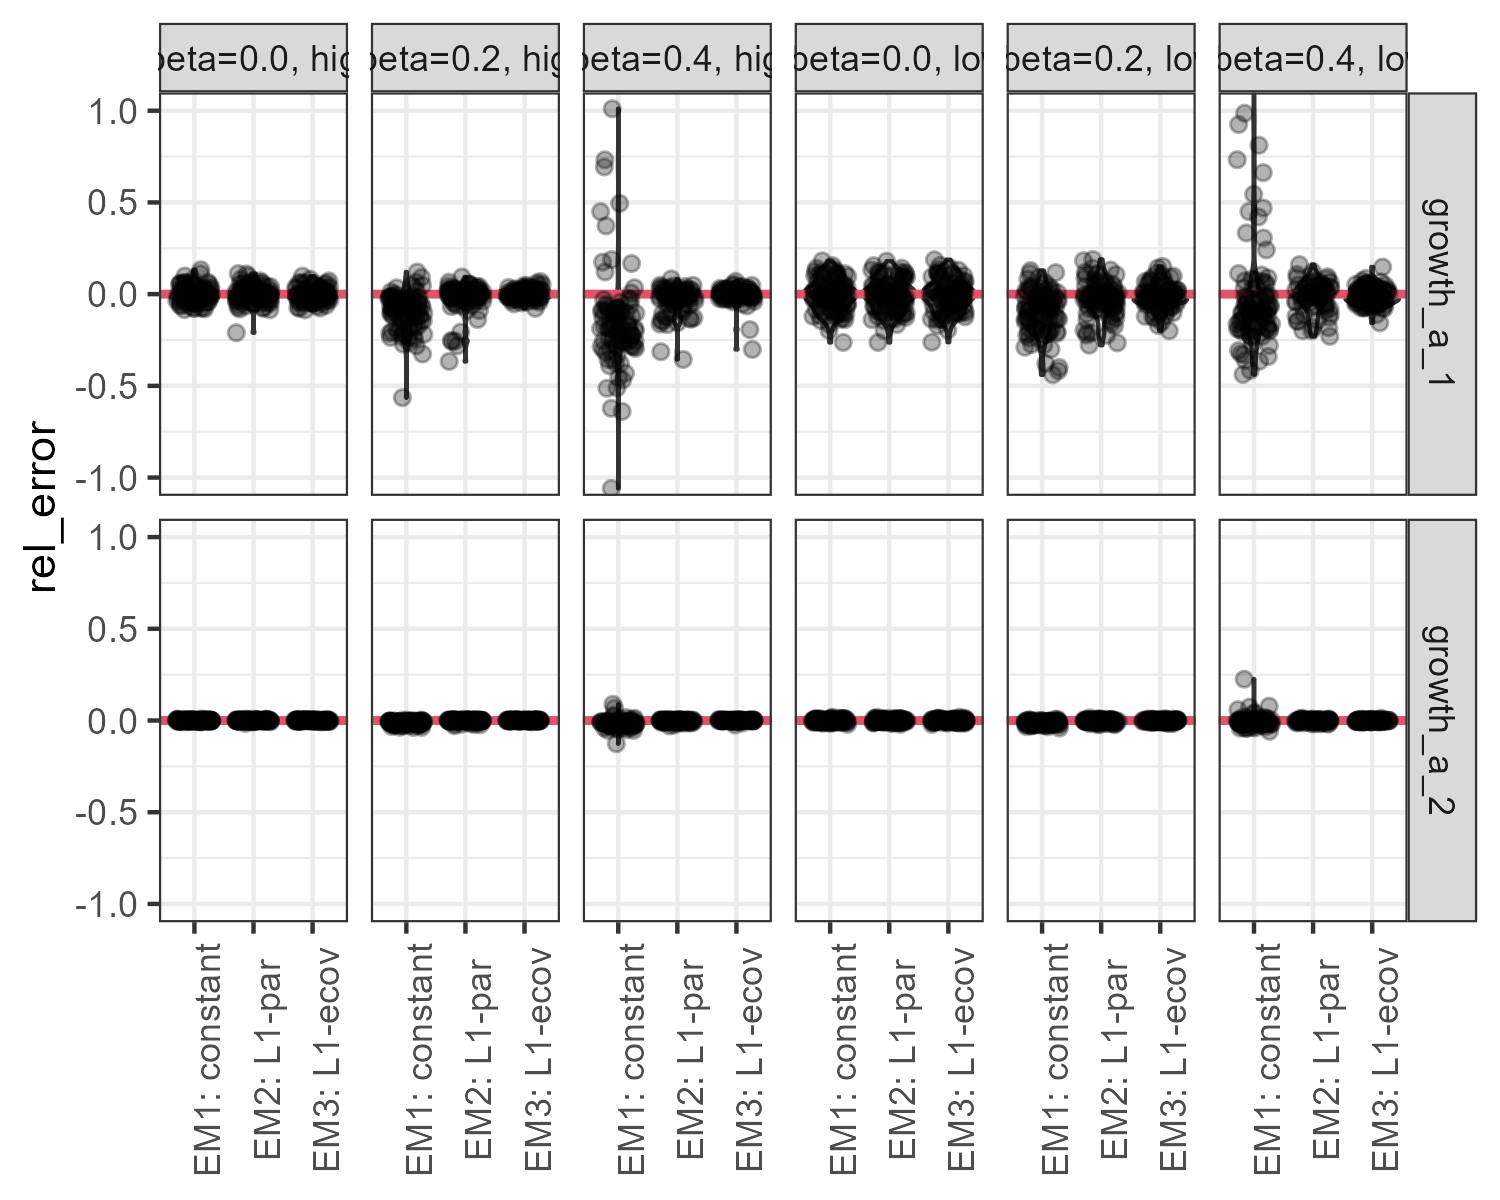 beta=0.0, hig
beta=0.2, hig
beta=0.4, hig
beta=0.0, lov
beta=0.2, lov
beta=0.4, lov
rel_error
1.0
0.5
0.0
-0.5
-1.0
growth_a_1
1.0
0.5
0.0
-0.5
-1.0
growth_a_2
EM1: constant
EM2: L1-par
EM3: L1-ecov
EM1: constant
EM2: L1-par
EM3: L1-ecov
EM1: constant
EM2: L1-par
EM3: L1-ecov
EM1: constant
EM2: L1-par
EM3: L1-ecov
EM1: constant
EM2: L1-par
EM3: L1-ecov
EM1: constant
EM2: L1-par
EM3: L1-ecov